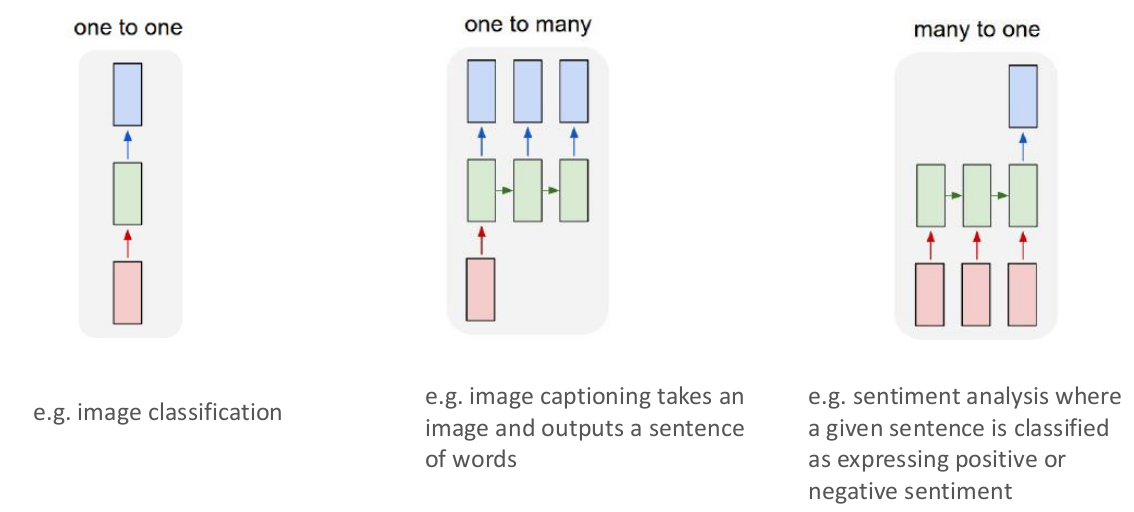 one to one
one to many
many to one
e.g. image classification
e.g. image captioning takes an
image and outputs a sentence
of words
e.g. sentiment analysis where
a given sentence is classified
as expressing positive or
negative sentiment